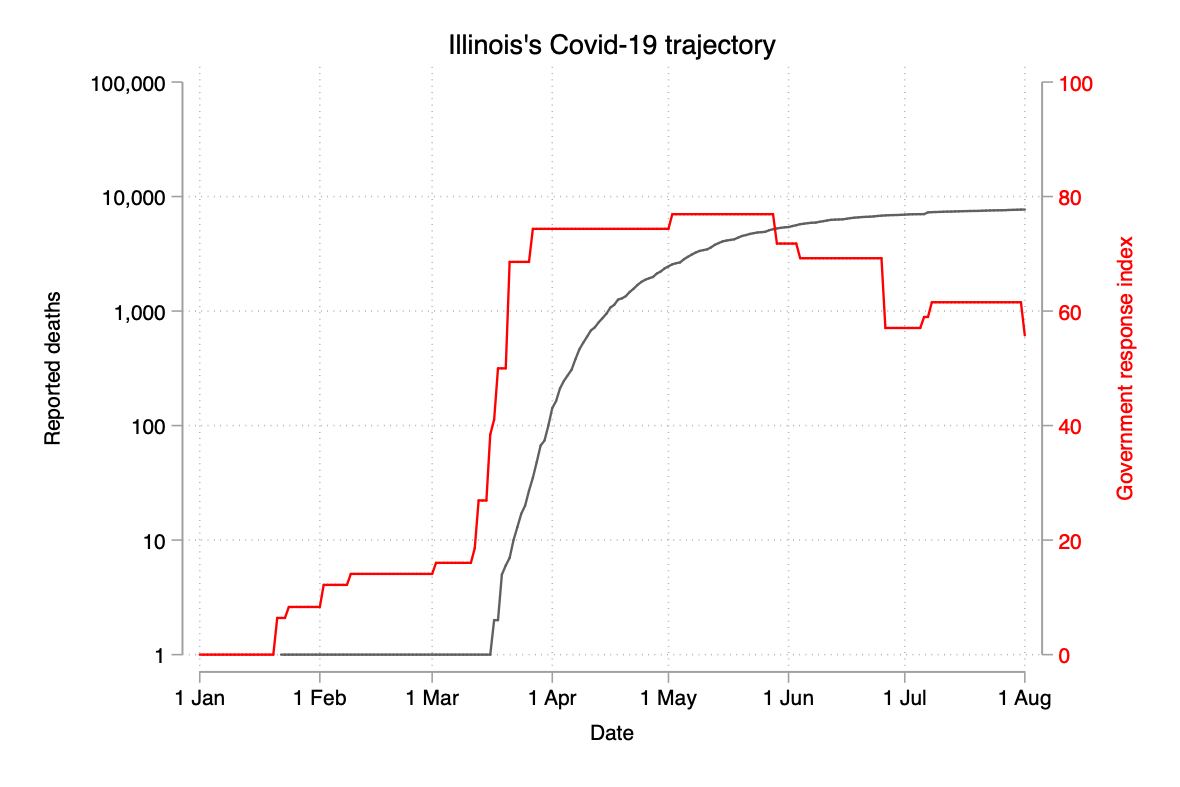 Illinois's Covid-19 trajectory
100,000
10,000
1,000
100
10
1
Reported deaths
100
80
60
40
20
0
Government response index
1 Jan
1 Feb
1 Mar
1 Apr
1 May
1 Jun
1 Jul
1 Aug
Date